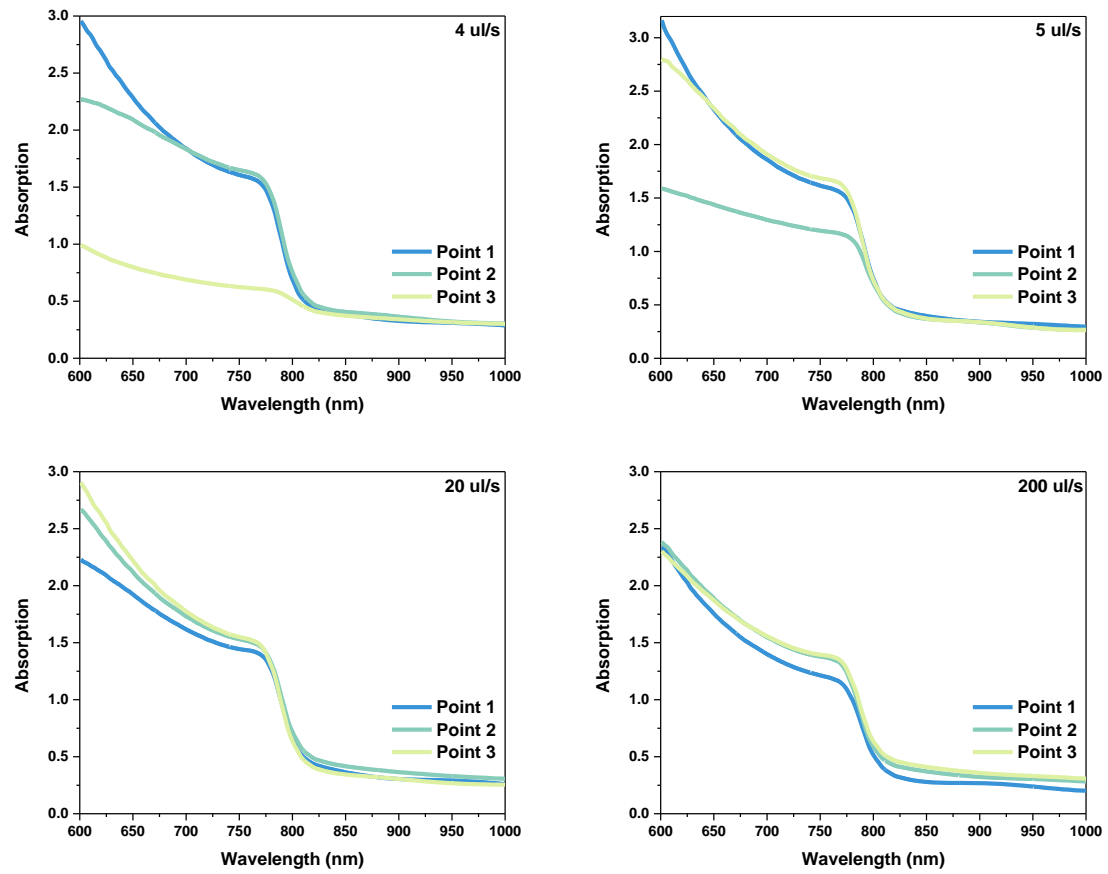 4 ul/s
3.0
2.5
2.0
1.5
1.0
0.5
0.0
Absorption
Point 1
Point 2
Point 3
600 650 700 750 800 850 900 950 1000
Wavelength (nm)
5 ul/s
3.0
2.5
2.0
1.5
1.0
0.5
0.0
Absorption
Point 1
Point 2
Point 3
600 650 700 750 800 850 900 950 1000
Wavelength (nm)
20 ul/s
3.0
2.5
2.0
1.5
1.0
0.5
0.0
Absorption
Point 1
Point 2
Point 3
600 650 700 750 800 850 900 950 1000
Wavelength (nm)
200 ul/s
3.0
2.5
2.0
1.5
1.0
0.5
0.0
Absorption
Point 1
Point 2
Point 3
600 650 700 750 800 850 900 950 1000
Wavelength (nm)